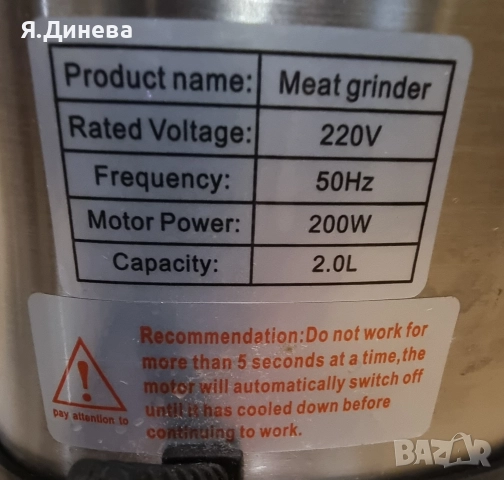 Я.Динева
Product name: Meat grinder
Rated Voltage: 220V
Frequency: 50Hz
Motor Power: 200W
Capacity: 2.0L
Recommendation:Do not work for
more than 5 seconds at a time,the
motor will automatically switch off
until it has cooled down before
continuing to work.
pay attention to
BAZAR